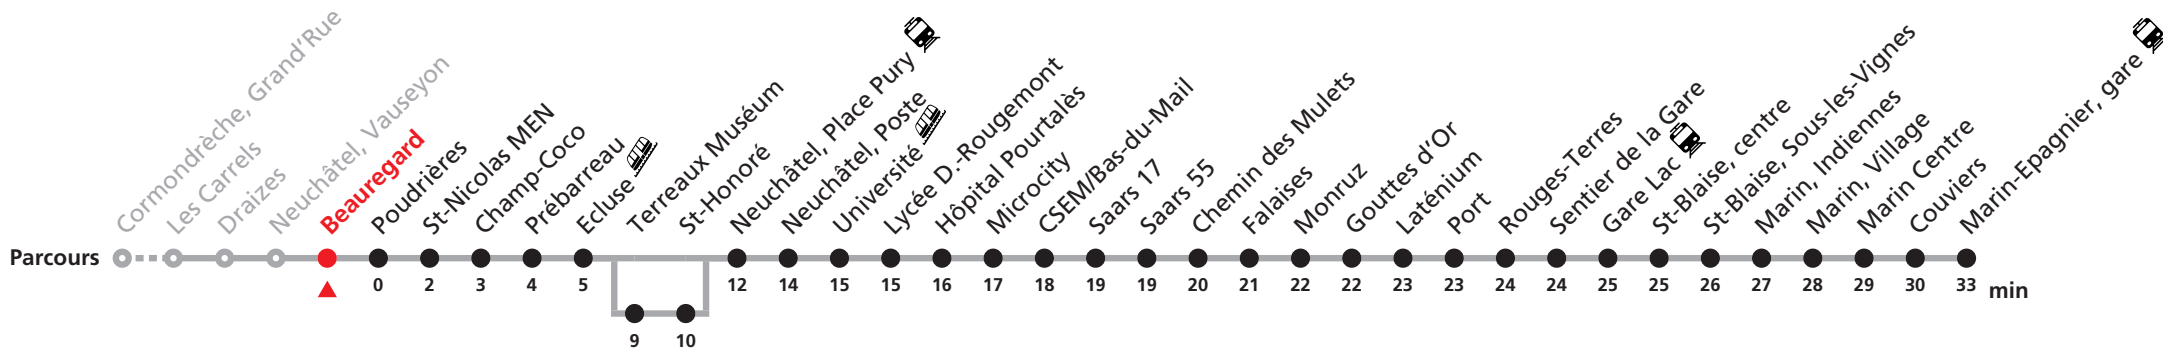 Cormondrèche, Grand'Rue
Les Carrels
Draizes
Neuchâtel, Vauseyon
Beauregard
Poudrières
St-Nicolas MEN
Champ-Coco
Prébarreau
Ecluse
Terreaux Muséum
St-Honoré
Neuchâtel, Place Pury
Neuchâtel, Poste
Université
Lycée D.-Rougemont
Hôpital Pourtalès
Microcity
CSEM/Bas-du-Mail
Saars 17
Saars 55
Chemin des Mulets
Falaises
Monruz
Gouttes d'Or
Laténium
Port
Rouges-Terres
Sentier de la Gare
Gare Lac
St-Blaise, centre
St-Blaise, Sous-les-Vignes
Marin, Indiennes
Marin, Village
Marin Centre
Couviers
Marin-Epagnier, gare
Parcours
0 2 3 4 5 12 14 15 15 16 17 18 19 19 20 21 22 22 23 23 24 24 25 25 26 27 28 29 30 33 min
9 10